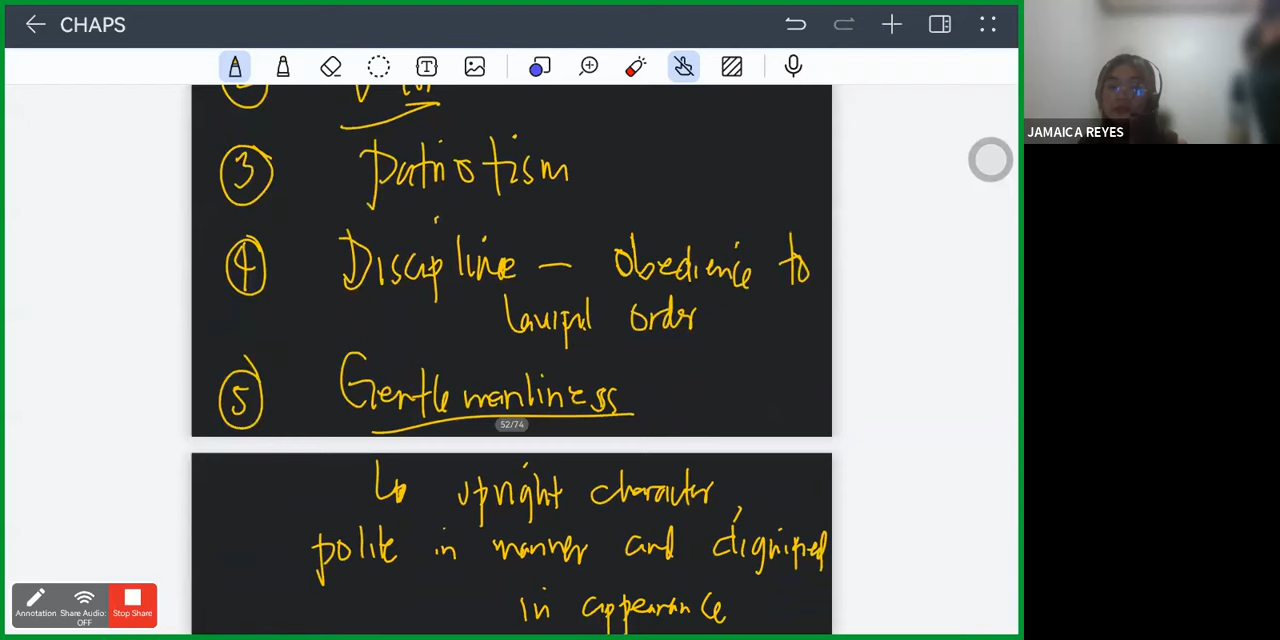 CHAPS
JAMAICA REYES
3 Patriotism
4 Discipline — obedience to
lawful order
5 Gentlemanliness
52/74
↳ upright character,
polite in manner and dignified
in appearance
Annotation Share Audio: OFF Stop Share